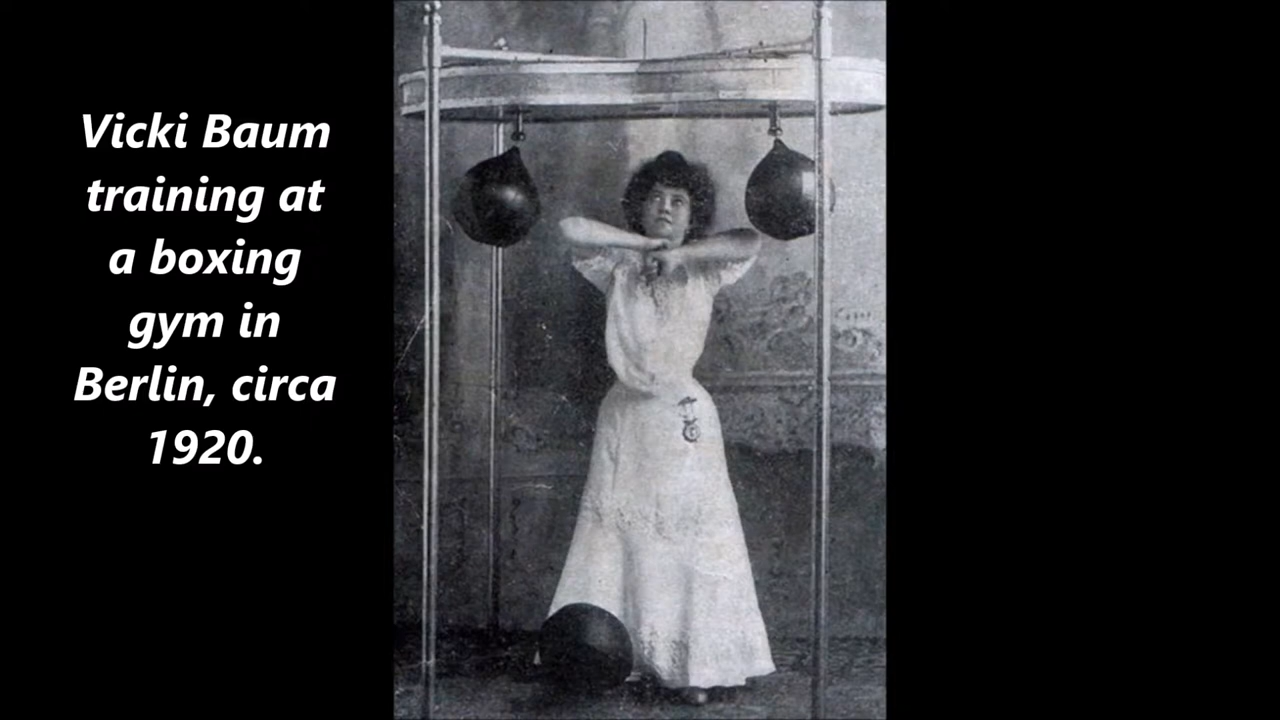 Vicki Baum
training at
a boxing
gym in
Berlin, circa
1920.